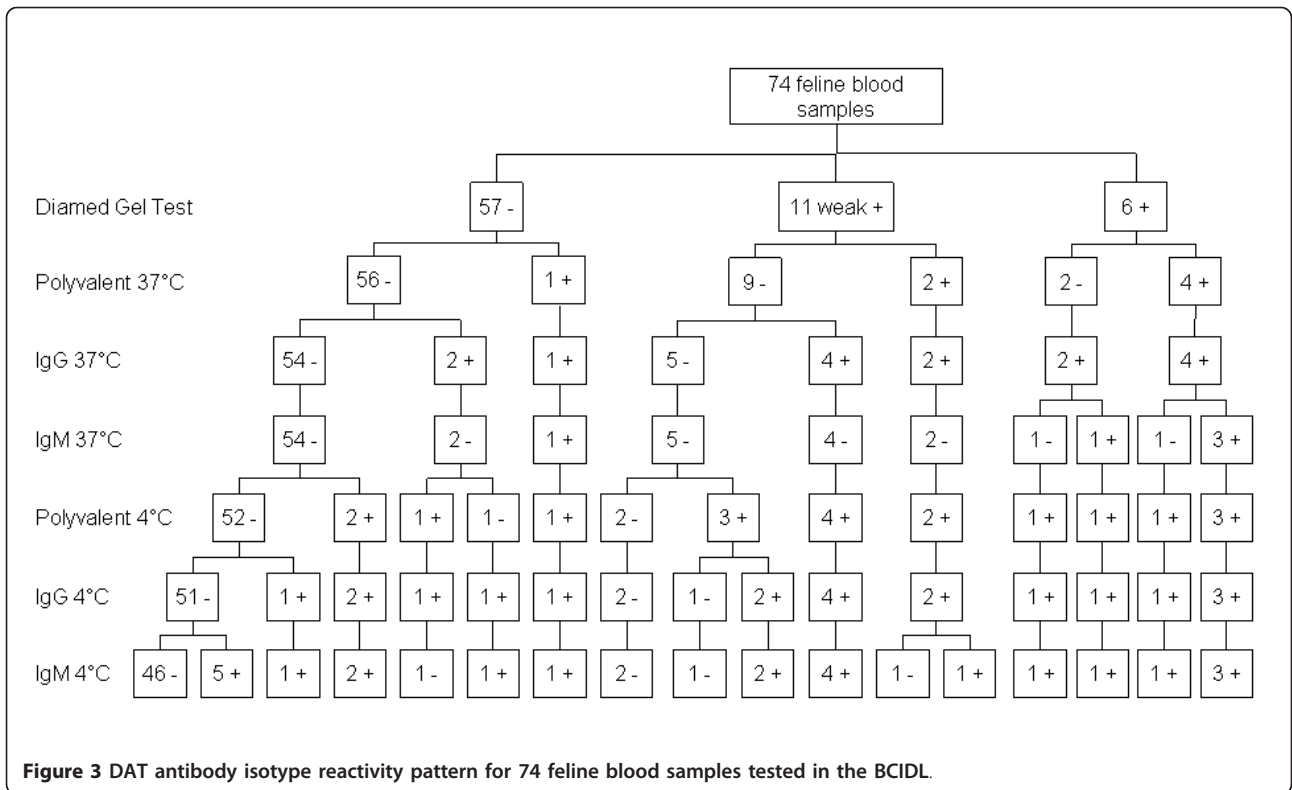 74 feline blood
samples
Diamed Gel Test 57 - 11 weak + 6 +
Polyvalent 37°C 56 - 1 + 9 - 2 + 2 - 4 +
IgG 37°C 54 - 2 + 1 + 5 - 4 + 2 + 2 + 4 +
IgM 37°C 54 - 2 - 1 + 5 - 4 - 2 - 1 - 1 + 1 - 3 +
Polyvalent 4°C 52 - 2 + 1 + 1 - 1 + 2 - 3 + 4 + 2 + 1 + 1 + 1 + 3 +
IgG 4°C 51 - 1 + 2 + 1 + 1 + 1 + 2 - 1 - 2 + 4 + 2 + 1 + 1 + 1 + 3 +
IgM 4°C 46 - 5 + 1 + 2 + 1 - 1 + 1 + 2 - 1 - 2 + 4 + 1 - 1 + 1 + 1 + 1 + 3 +
Figure 3 DAT antibody isotype reactivity pattern for 74 feline blood samples tested in the BCIDL.